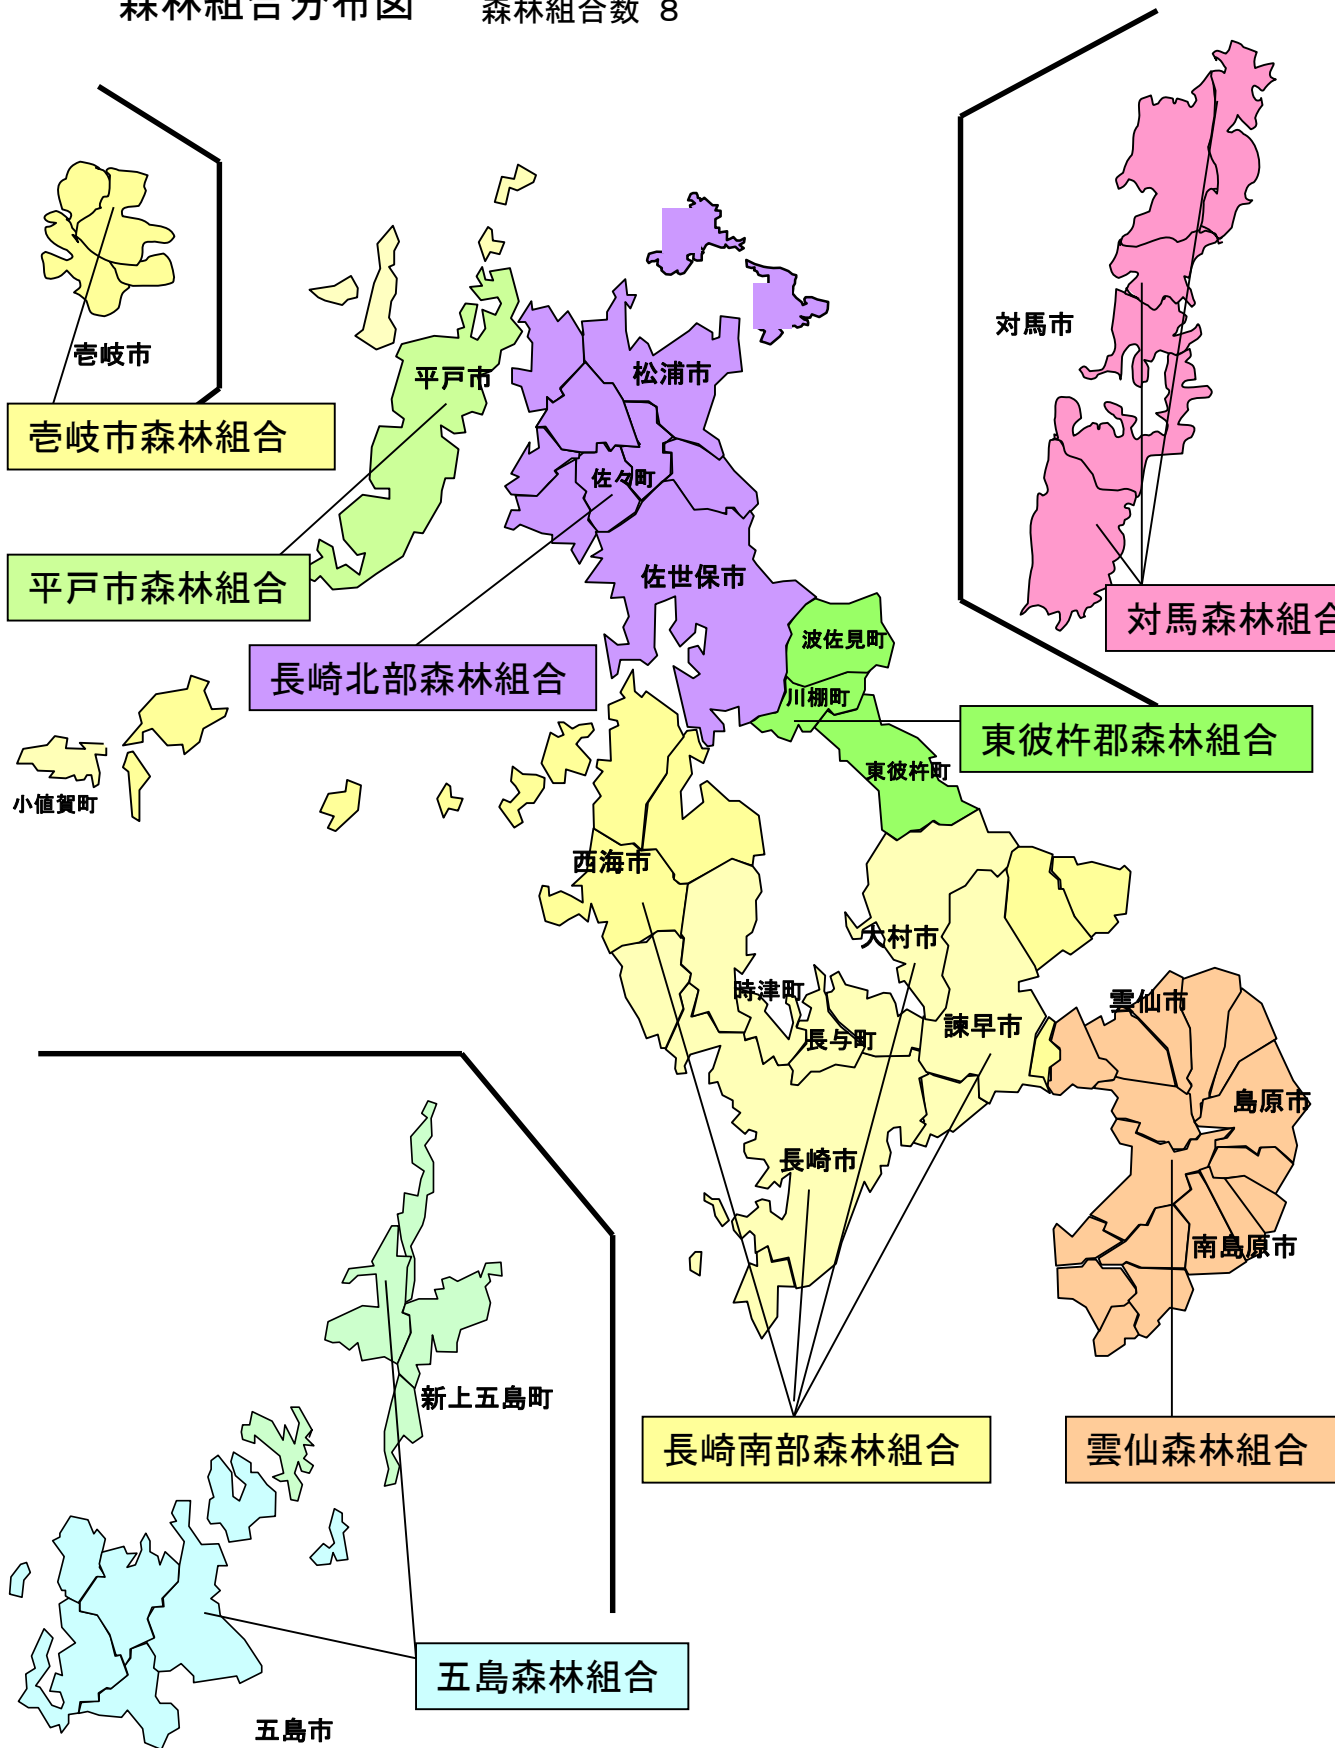 森林組合分布図 森林組合数 8
対馬市
壱岐市
平戸市
松浦市
壱岐市森林組合
佐々町
平戸市森林組合
佐世保市
対馬森林組合
波佐見町
長崎北部森林組合
川棚町
東彼杵郡森林組合
東彼杵町
小値賀町
西海市
大村市
時津町
雲仙市
長与町
諫早市
島原市
長崎市
南島原市
新上五島町
長崎南部森林組合
雲仙森林組合
五島森林組合
五島市